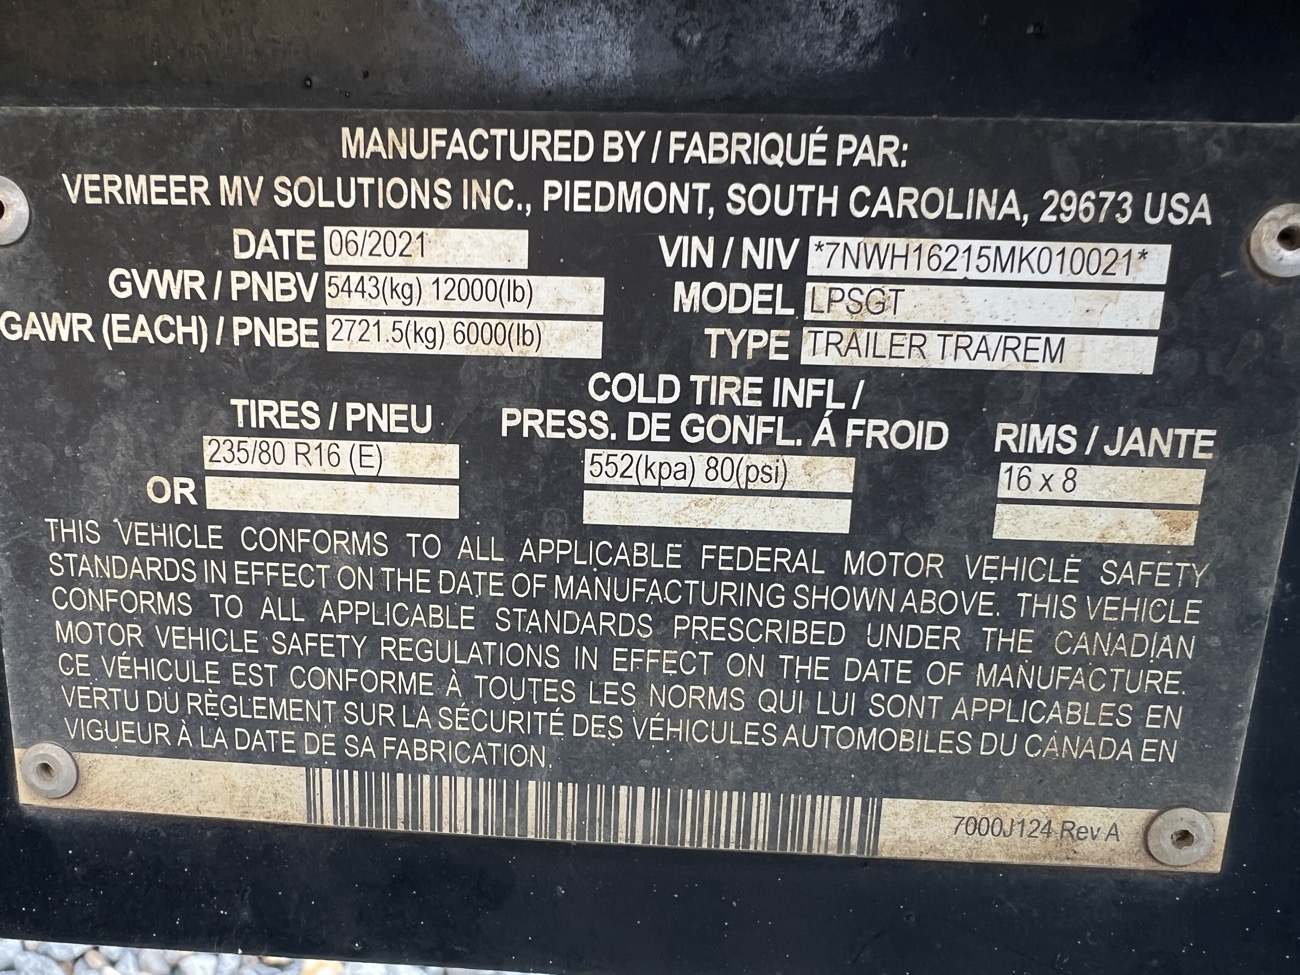 MANUFACTURED BY / FABRIQUÉ PAR:
VERMEER MV SOLUTIONS INC., PIEDMONT, SOUTH CAROLINA, 29673 USA
DATE 06/2021 VIN / NIV *7NWH16215MK010021*
GVWR / PNBV 5443(kg) 12000(lb) MODEL LPSGT
GAWR (EACH) / PNBE 2721.5(kg) 6000(lb) TYPE TRAILER TRA/REM
COLD TIRE INFL /
TIRES / PNEU PRESS. DE GONFL. Á FROID RIMS / JANTE
235/80 R16 (E) 552(kpa) 80(psi) 16 x 8
OR
THIS VEHICLE CONFORMS TO ALL APPLICABLE FEDERAL MOTOR VEHICLE SAFETY
STANDARDS IN EFFECT ON THE DATE OF MANUFACTURING SHOWN ABOVE. THIS VEHICLE
CONFORMS TO ALL APPLICABLE STANDARDS PRESCRIBED UNDER THE CANADIAN
MOTOR VEHICLE SAFETY REGULATIONS IN EFFECT ON THE DATE OF MANUFACTURE.
CE VÉHICULE EST CONFORME À TOUTES LES NORMS QUI LUI SONT APPLICABLES EN
VERTU DU RÈGLEMENT SUR LA SÉCURITÉ DES VÉHICULES AUTOMOBILES DU CANADA EN
VIGUEUR À LA DATE DE SA FABRICATION.
7000J124 Rev A